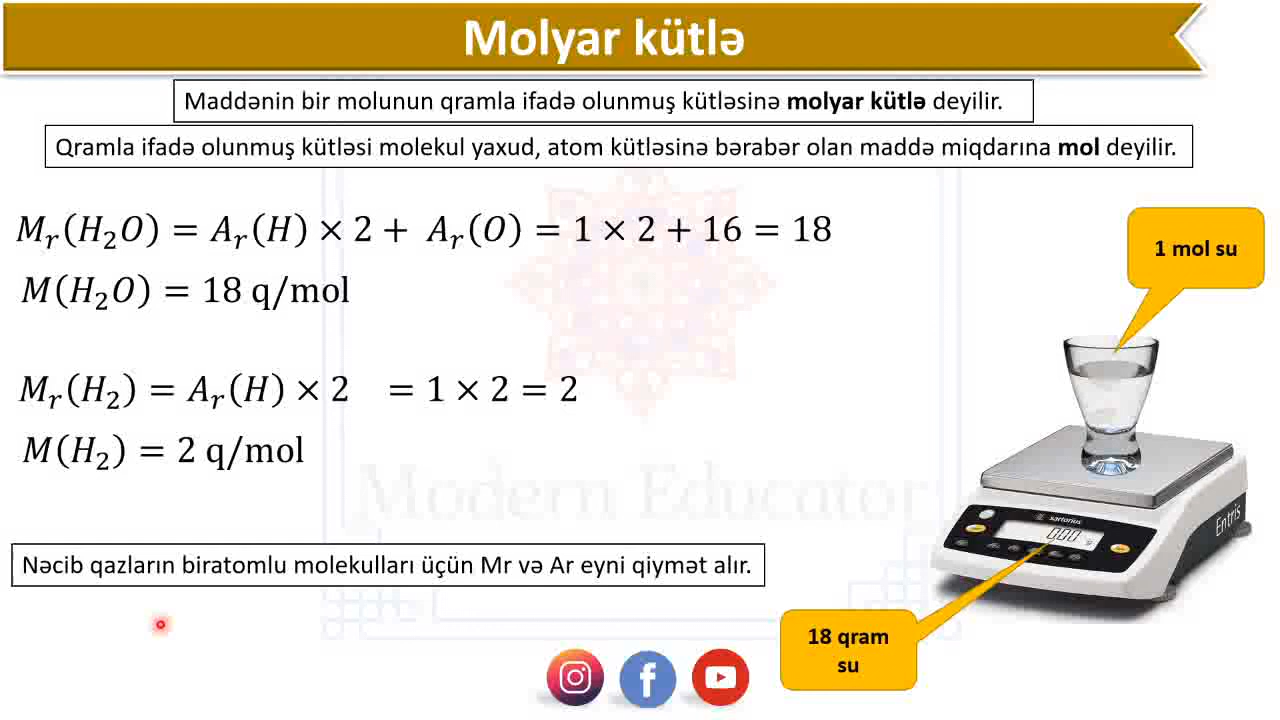 Molyar kütlə
Maddənin bir molunun qramla ifadə olunmuş kütləsinə molyar kütlə deyilir.
Qramla ifadə olunmuş kütləsi molekul yaxud, atom kütləsinə bərabər olan maddə miqdarına mol deyilir.
Mᵣ(H₂O) = Aᵣ(H) × 2 + Aᵣ(O) = 1 × 2 + 16 = 18
M(H₂O) = 18 q/mol
1 mol su
Mᵣ(H₂) = Aᵣ(H) × 2 = 1 × 2 = 2
M(H₂) = 2 q/mol
Modern Educator
sartorius
Entris
000
g
Nəcib qazların biratomlu molekulları üçün Mr və Ar eyni qiymət alır.
18 qram
su